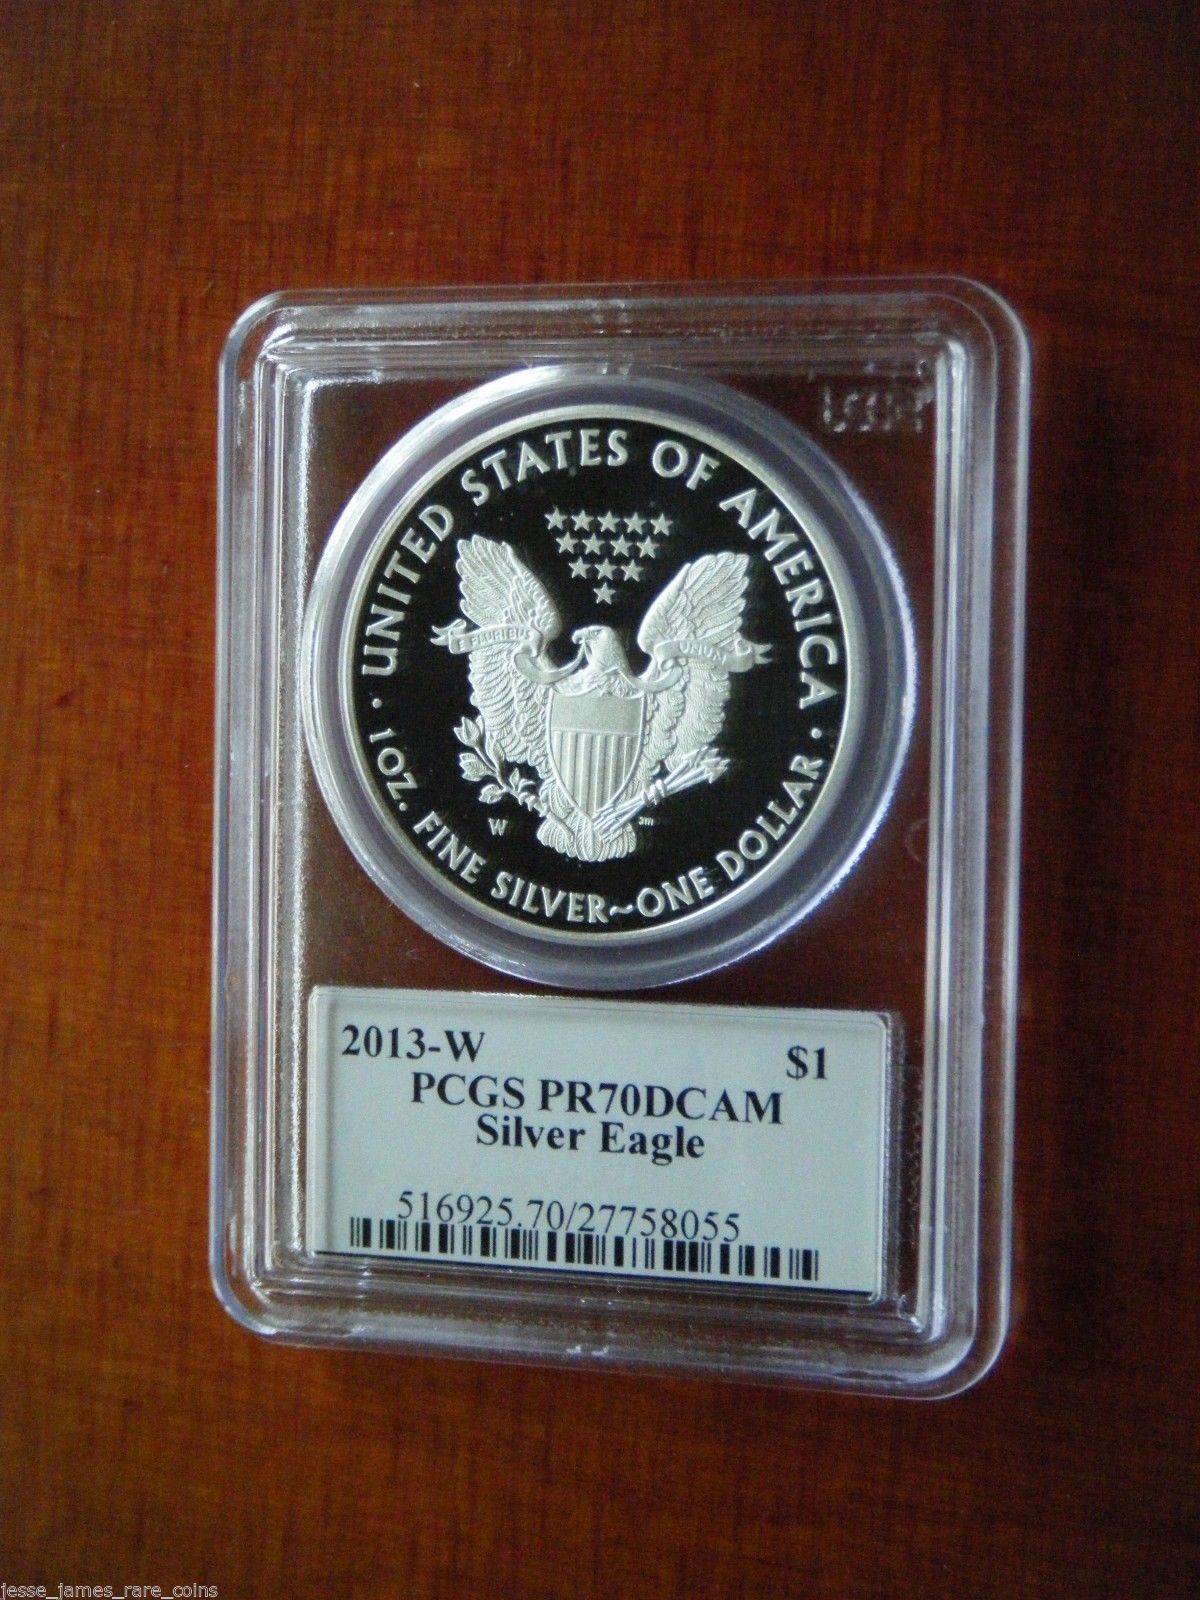 UNITED STATES OF AMERICA
E PLURIBUS UNUM
W
1 OZ. FINE SILVER~ONE DOLLAR
2013-W $1
PCGS PR70DCAM
Silver Eagle
516925.70/27758055
jesse_james_rare_coins